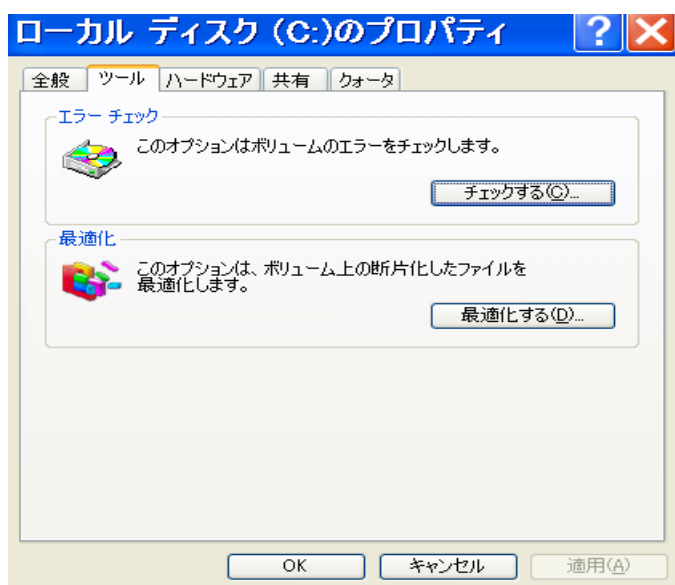 ローカル ディスク (C:)のプロパティ ?
全般 ツール ハードウェア 共有 クォータ
エラー チェック
このオプションはボリュームのエラーをチェックします。
チェックする(C)...
最適化
このオプションは、ボリューム上の断片化したファイルを
最適化します。
最適化する(D)...
OK キャンセル 適用(A)